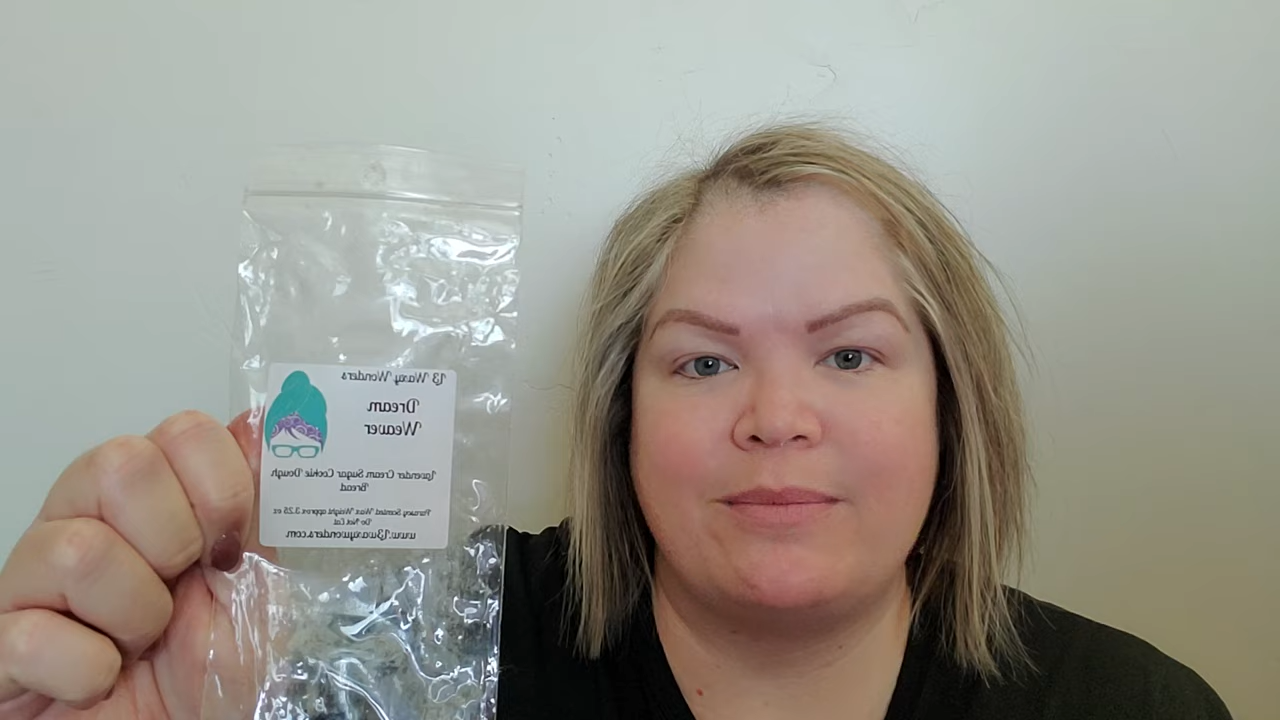 13 Waxy Wonders
Dream
Weaver
Lavender Cream Sugar Cookie Dough
Bread
Parasoy Scented Wax Weight approx 3.25 oz
Do Not Eat
www.13waxywonders.com